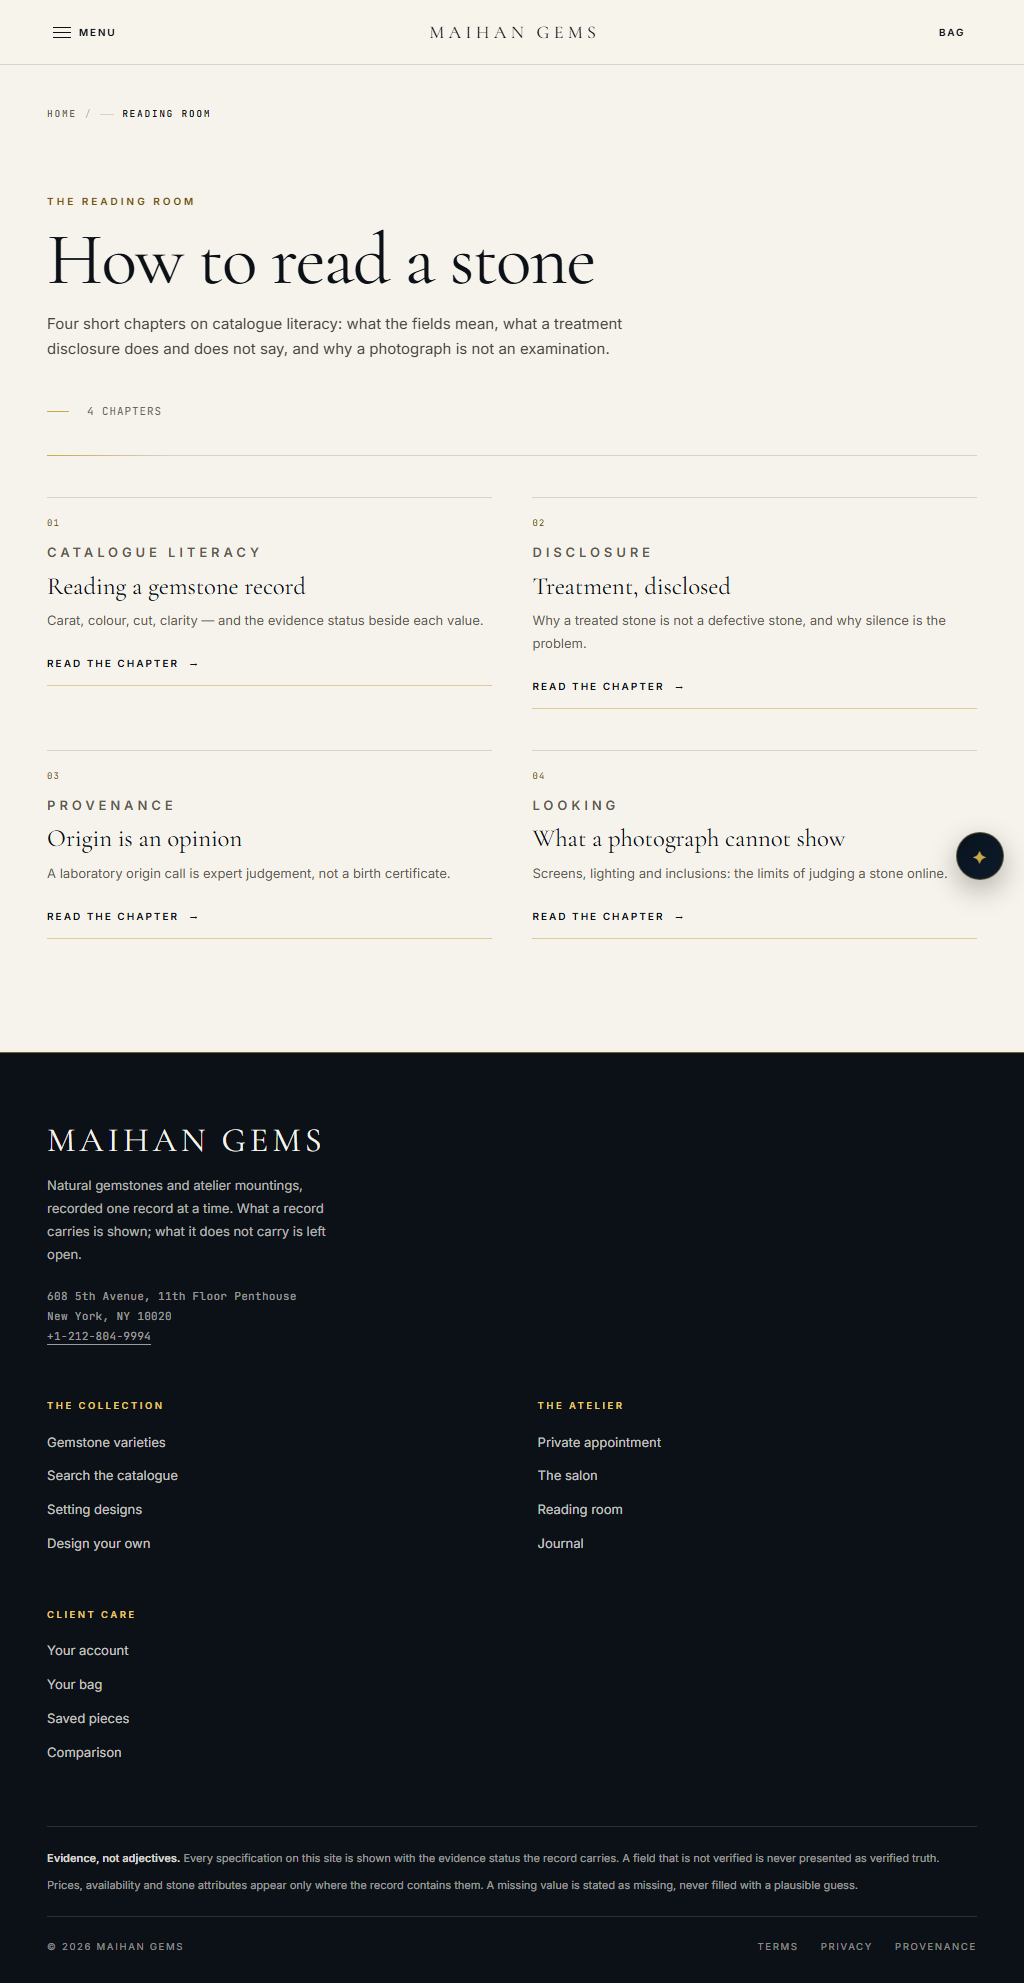 MENU
MAIHAN GEMS
BAG
HOME / — READING ROOM
THE READING ROOM
How to read a stone
Four short chapters on catalogue literacy: what the fields mean, what a treatment
disclosure does and does not say, and why a photograph is not an examination.
4 CHAPTERS
01
CATALOGUE LITERACY
Reading a gemstone record
Carat, colour, cut, clarity — and the evidence status beside each value.
READ THE CHAPTER →
02
DISCLOSURE
Treatment, disclosed
Why a treated stone is not a defective stone, and why silence is the
problem.
READ THE CHAPTER →
03
PROVENANCE
Origin is an opinion
A laboratory origin call is expert judgement, not a birth certificate.
READ THE CHAPTER →
04
LOOKING
What a photograph cannot show
Screens, lighting and inclusions: the limits of judging a stone online.
READ THE CHAPTER →
MAIHAN GEMS
Natural gemstones and atelier mountings,
recorded one record at a time. What a record
carries is shown; what it does not carry is left
open.
608 5th Avenue, 11th Floor Penthouse
New York, NY 10020
+1-212-804-9994
THE COLLECTION
Gemstone varieties
Search the catalogue
Setting designs
Design your own
THE ATELIER
Private appointment
The salon
Reading room
Journal
CLIENT CARE
Your account
Your bag
Saved pieces
Comparison
Evidence, not adjectives. Every specification on this site is shown with the evidence status the record carries. A field that is not verified is never presented as verified truth.
Prices, availability and stone attributes appear only where the record contains them. A missing value is stated as missing, never filled with a plausible guess.
© 2026 MAIHAN GEMS
TERMS PRIVACY PROVENANCE